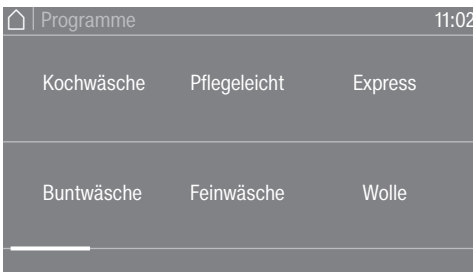 Programme 11:02
Kochwäsche Pflegeleicht Express
Buntwäsche Feinwäsche Wolle